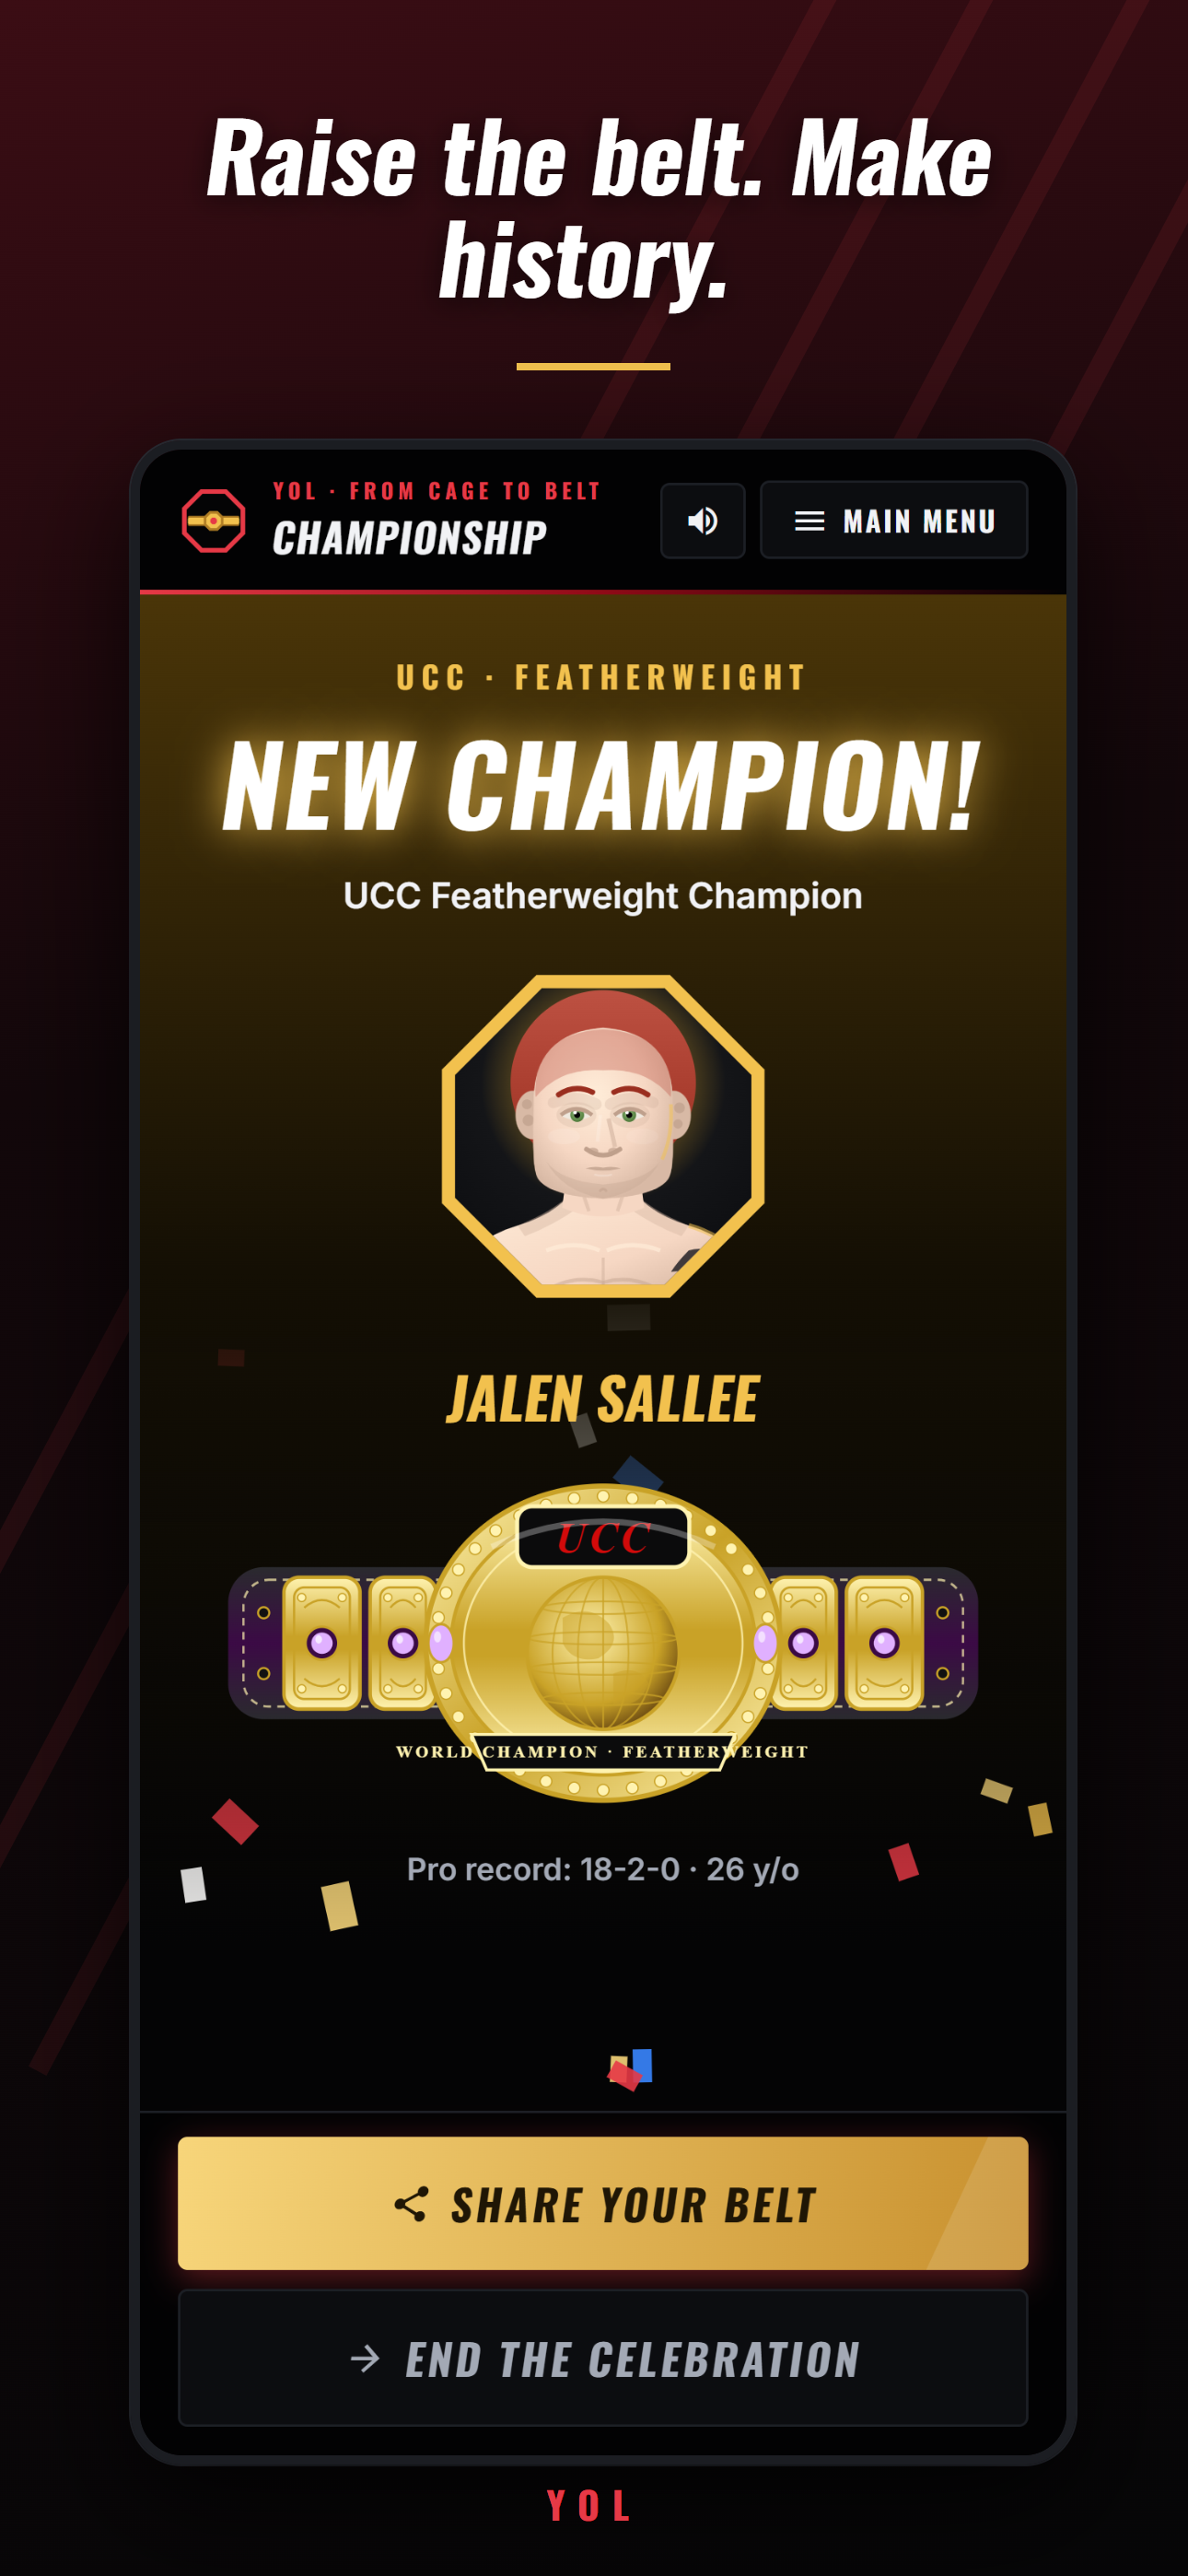 Raise the belt. Make
history.
YOL · FROM CAGE TO BELT
CHAMPIONSHIP
MAIN MENU
UCC · FEATHERWEIGHT
NEW CHAMPION!
UCC Featherweight Champion
JALEN SALLEE
UCC
WORLD CHAMPION · FEATHERWEIGHT
Pro record: 18-2-0 · 26 y/o
SHARE YOUR BELT
END THE CELEBRATION
YOL